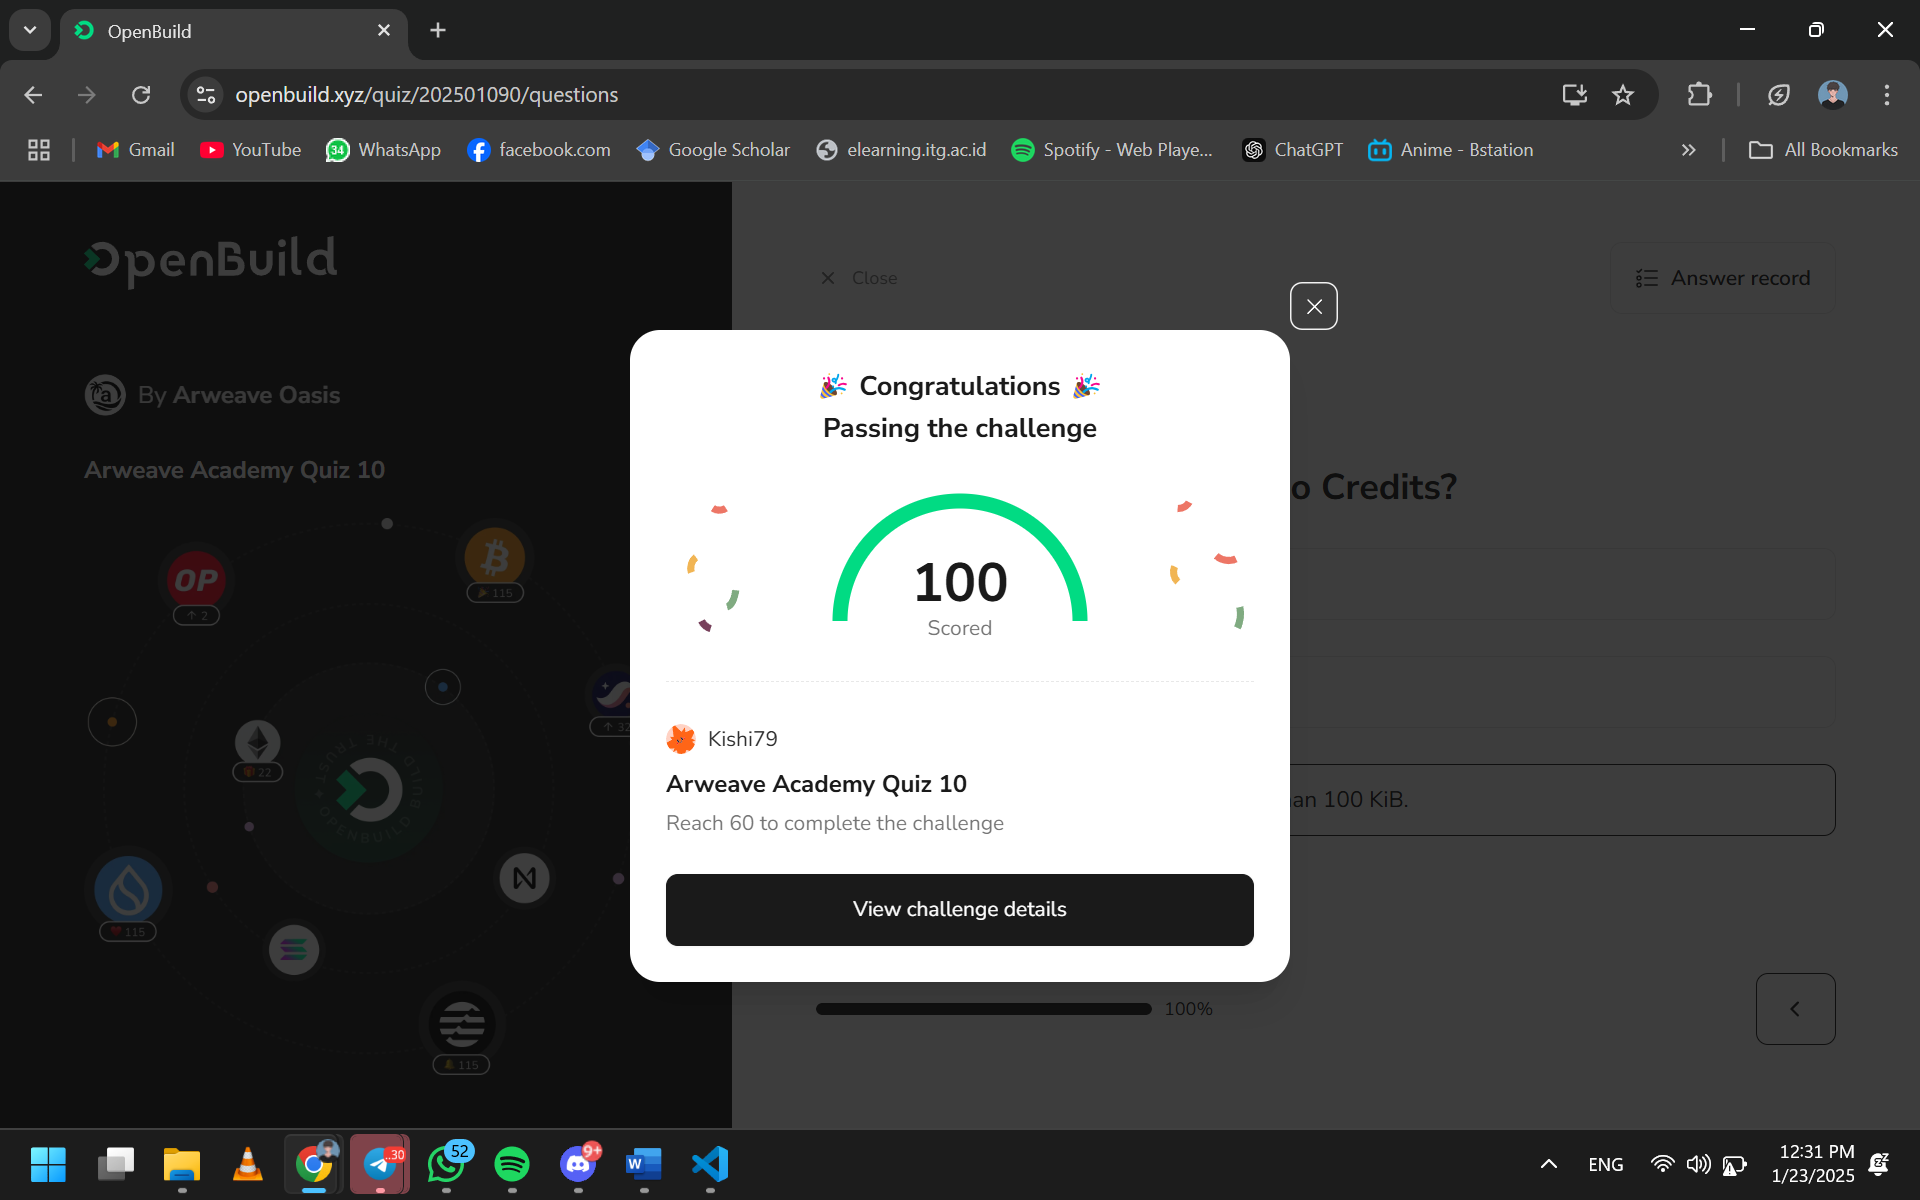 OpenBuild
openbuild.xyz/quiz/202501090/questions
Gmail
YouTube
34
WhatsApp
facebook.com
Google Scholar
elearning.itg.ac.id
Spotify - Web Playe...
ChatGPT
Anime - Bstation
All Bookmarks
OpenBuild
Close
Answer record
By Arweave Oasis
Arweave Academy Quiz 10
Congratulations
Passing the challenge
o Credits?
100
Scored
OP
2
115
32
22
THE TRUST
OPENBUILD
BUILD
115
115
Kishi79
Arweave Academy Quiz 10
Reach 60 to complete the challenge
an 100 KiB.
View challenge details
100%
30
52
9+
W
ENG
12:31 PM
1/23/2025